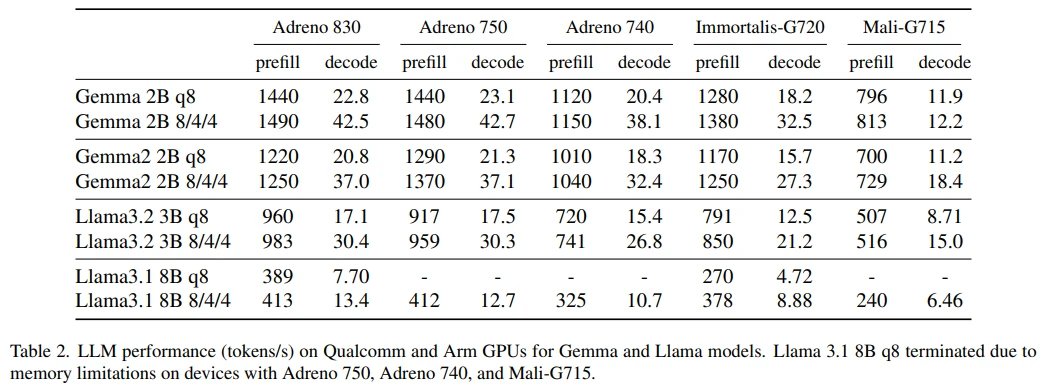 Adreno 830 Adreno 750 Adreno 740 Immortalis-G720 Mali-G715
prefill decode prefill decode prefill decode prefill decode prefill decode
Gemma 2B q8 1440 22.8 1440 23.1 1120 20.4 1280 18.2 796 11.9
Gemma 2B 8/4/4 1490 42.5 1480 42.7 1150 38.1 1380 32.5 813 12.2
Gemma2 2B q8 1220 20.8 1290 21.3 1010 18.3 1170 15.7 700 11.2
Gemma2 2B 8/4/4 1250 37.0 1370 37.1 1040 32.4 1250 27.3 729 18.4
Llama3.2 3B q8 960 17.1 917 17.5 720 15.4 791 12.5 507 8.71
Llama3.2 3B 8/4/4 983 30.4 959 30.3 741 26.8 850 21.2 516 15.0
Llama3.1 8B q8 389 7.70 - - - - 270 4.72 - -
Llama3.1 8B 8/4/4 413 13.4 412 12.7 325 10.7 378 8.88 240 6.46
Table 2. LLM performance (tokens/s) on Qualcomm and Arm GPUs for Gemma and Llama models. Llama 3.1 8B q8 terminated due to
memory limitations on devices with Adreno 750, Adreno 740, and Mali-G715.